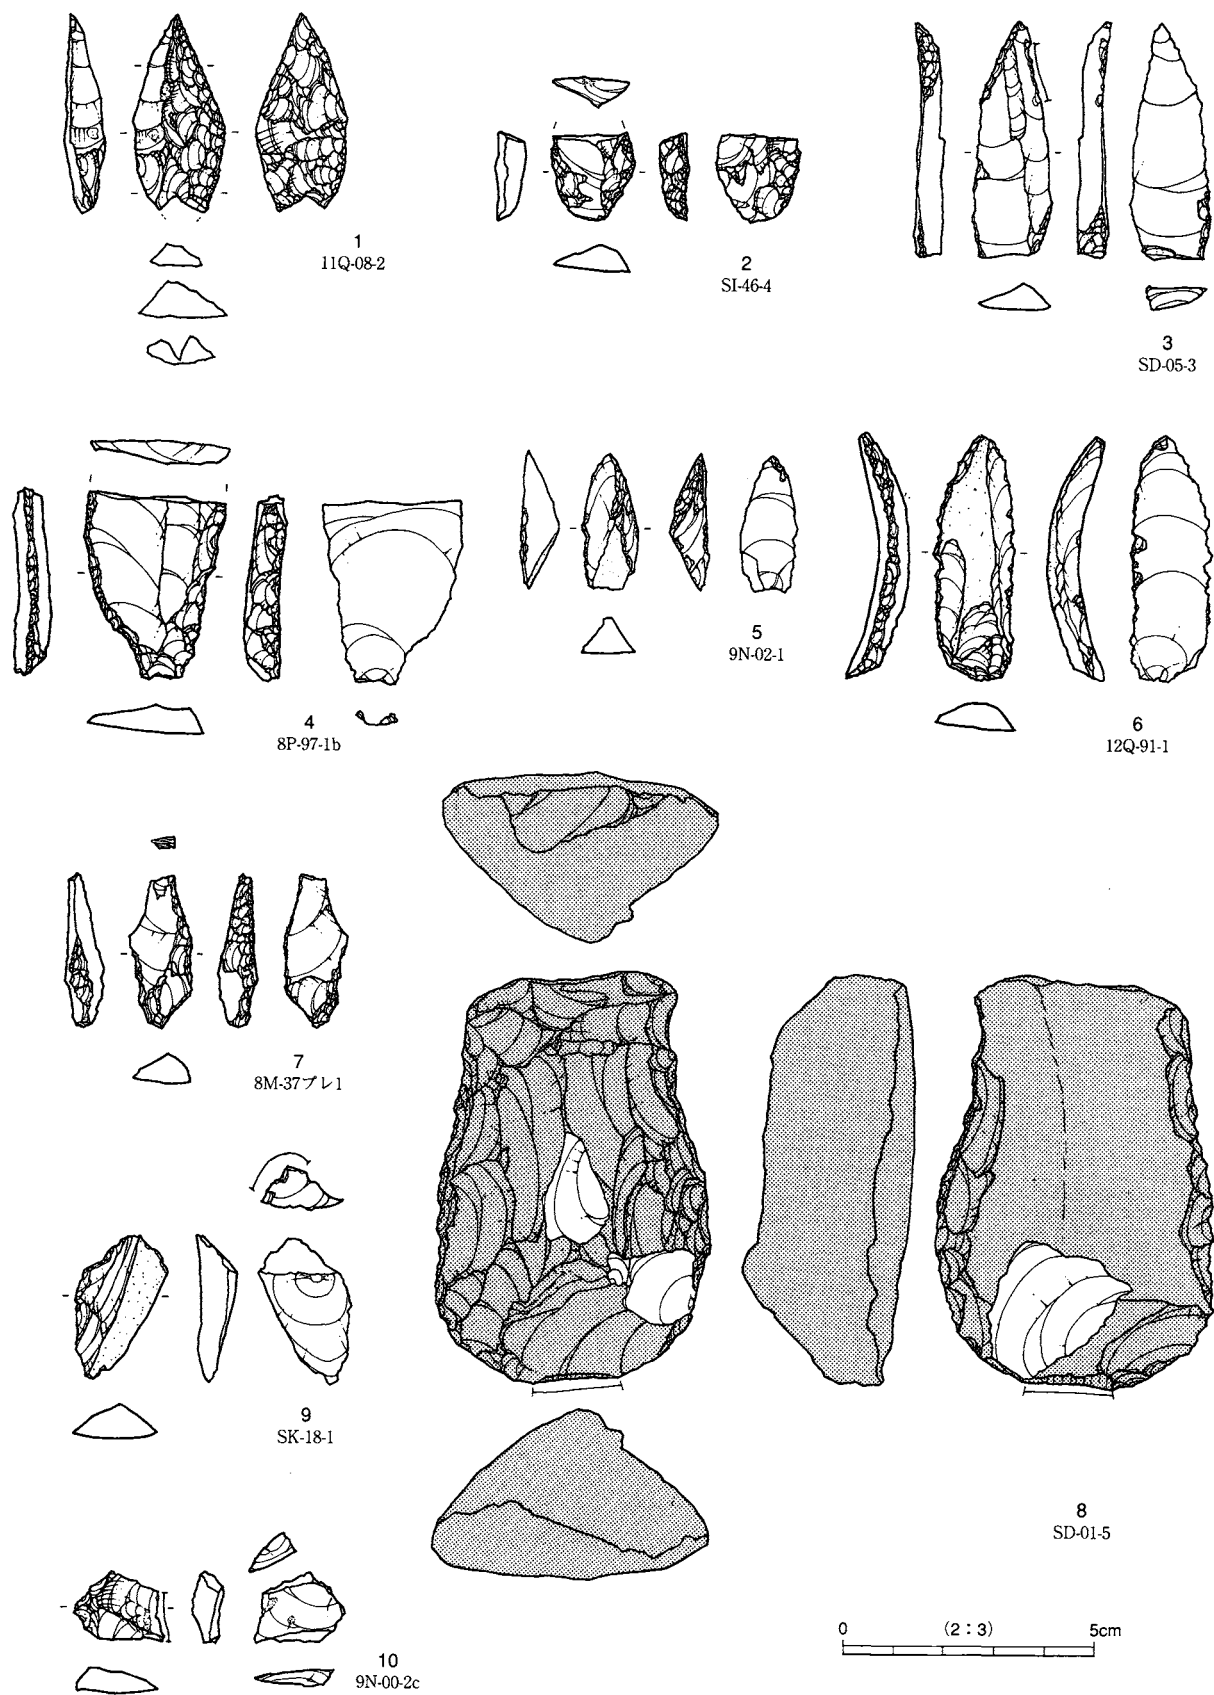 1
11Q-08-2
2
SI-46-4
3
SD-05-3
4
8P-97-1b
5
9N-02-1
6
12Q-91-1
7
8M-37ブレ1
8
SD-01-5
9
SK-18-1
10
9N-00-2c
0 (2:3) 5cm